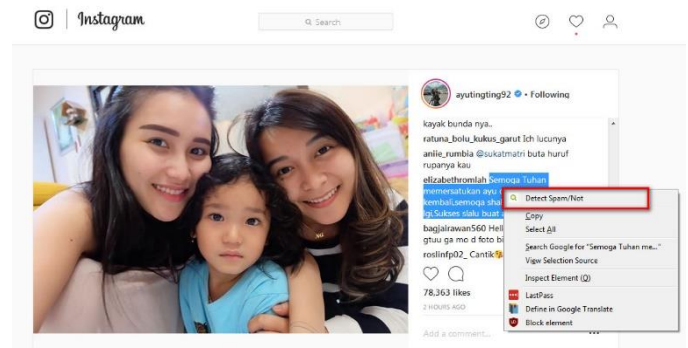 Instagram
Search
ayutingting92 • Following
kayak bunda nya..
ratuna_bolu_kukus_garut Ich lucunya
aniie_rumbia @sukatmatri buta huruf
rupanya kau
elizabethromlah Semoga Tuhan
memersatukan ayu
kembali,semoga
lgi,Sukses slalu buat
bagjairawan560
gtuu ga mo d foto
roslinfp02_ Cantik
78,363 likes
2 HOURS AGO
Add a comment...
Detect Spam/Not
Copy
Select All
Search Google for "Semoga Tuhan me..."
View Selection Source
Inspect Element (Q)
LastPass
Define in Google Translate
Block element